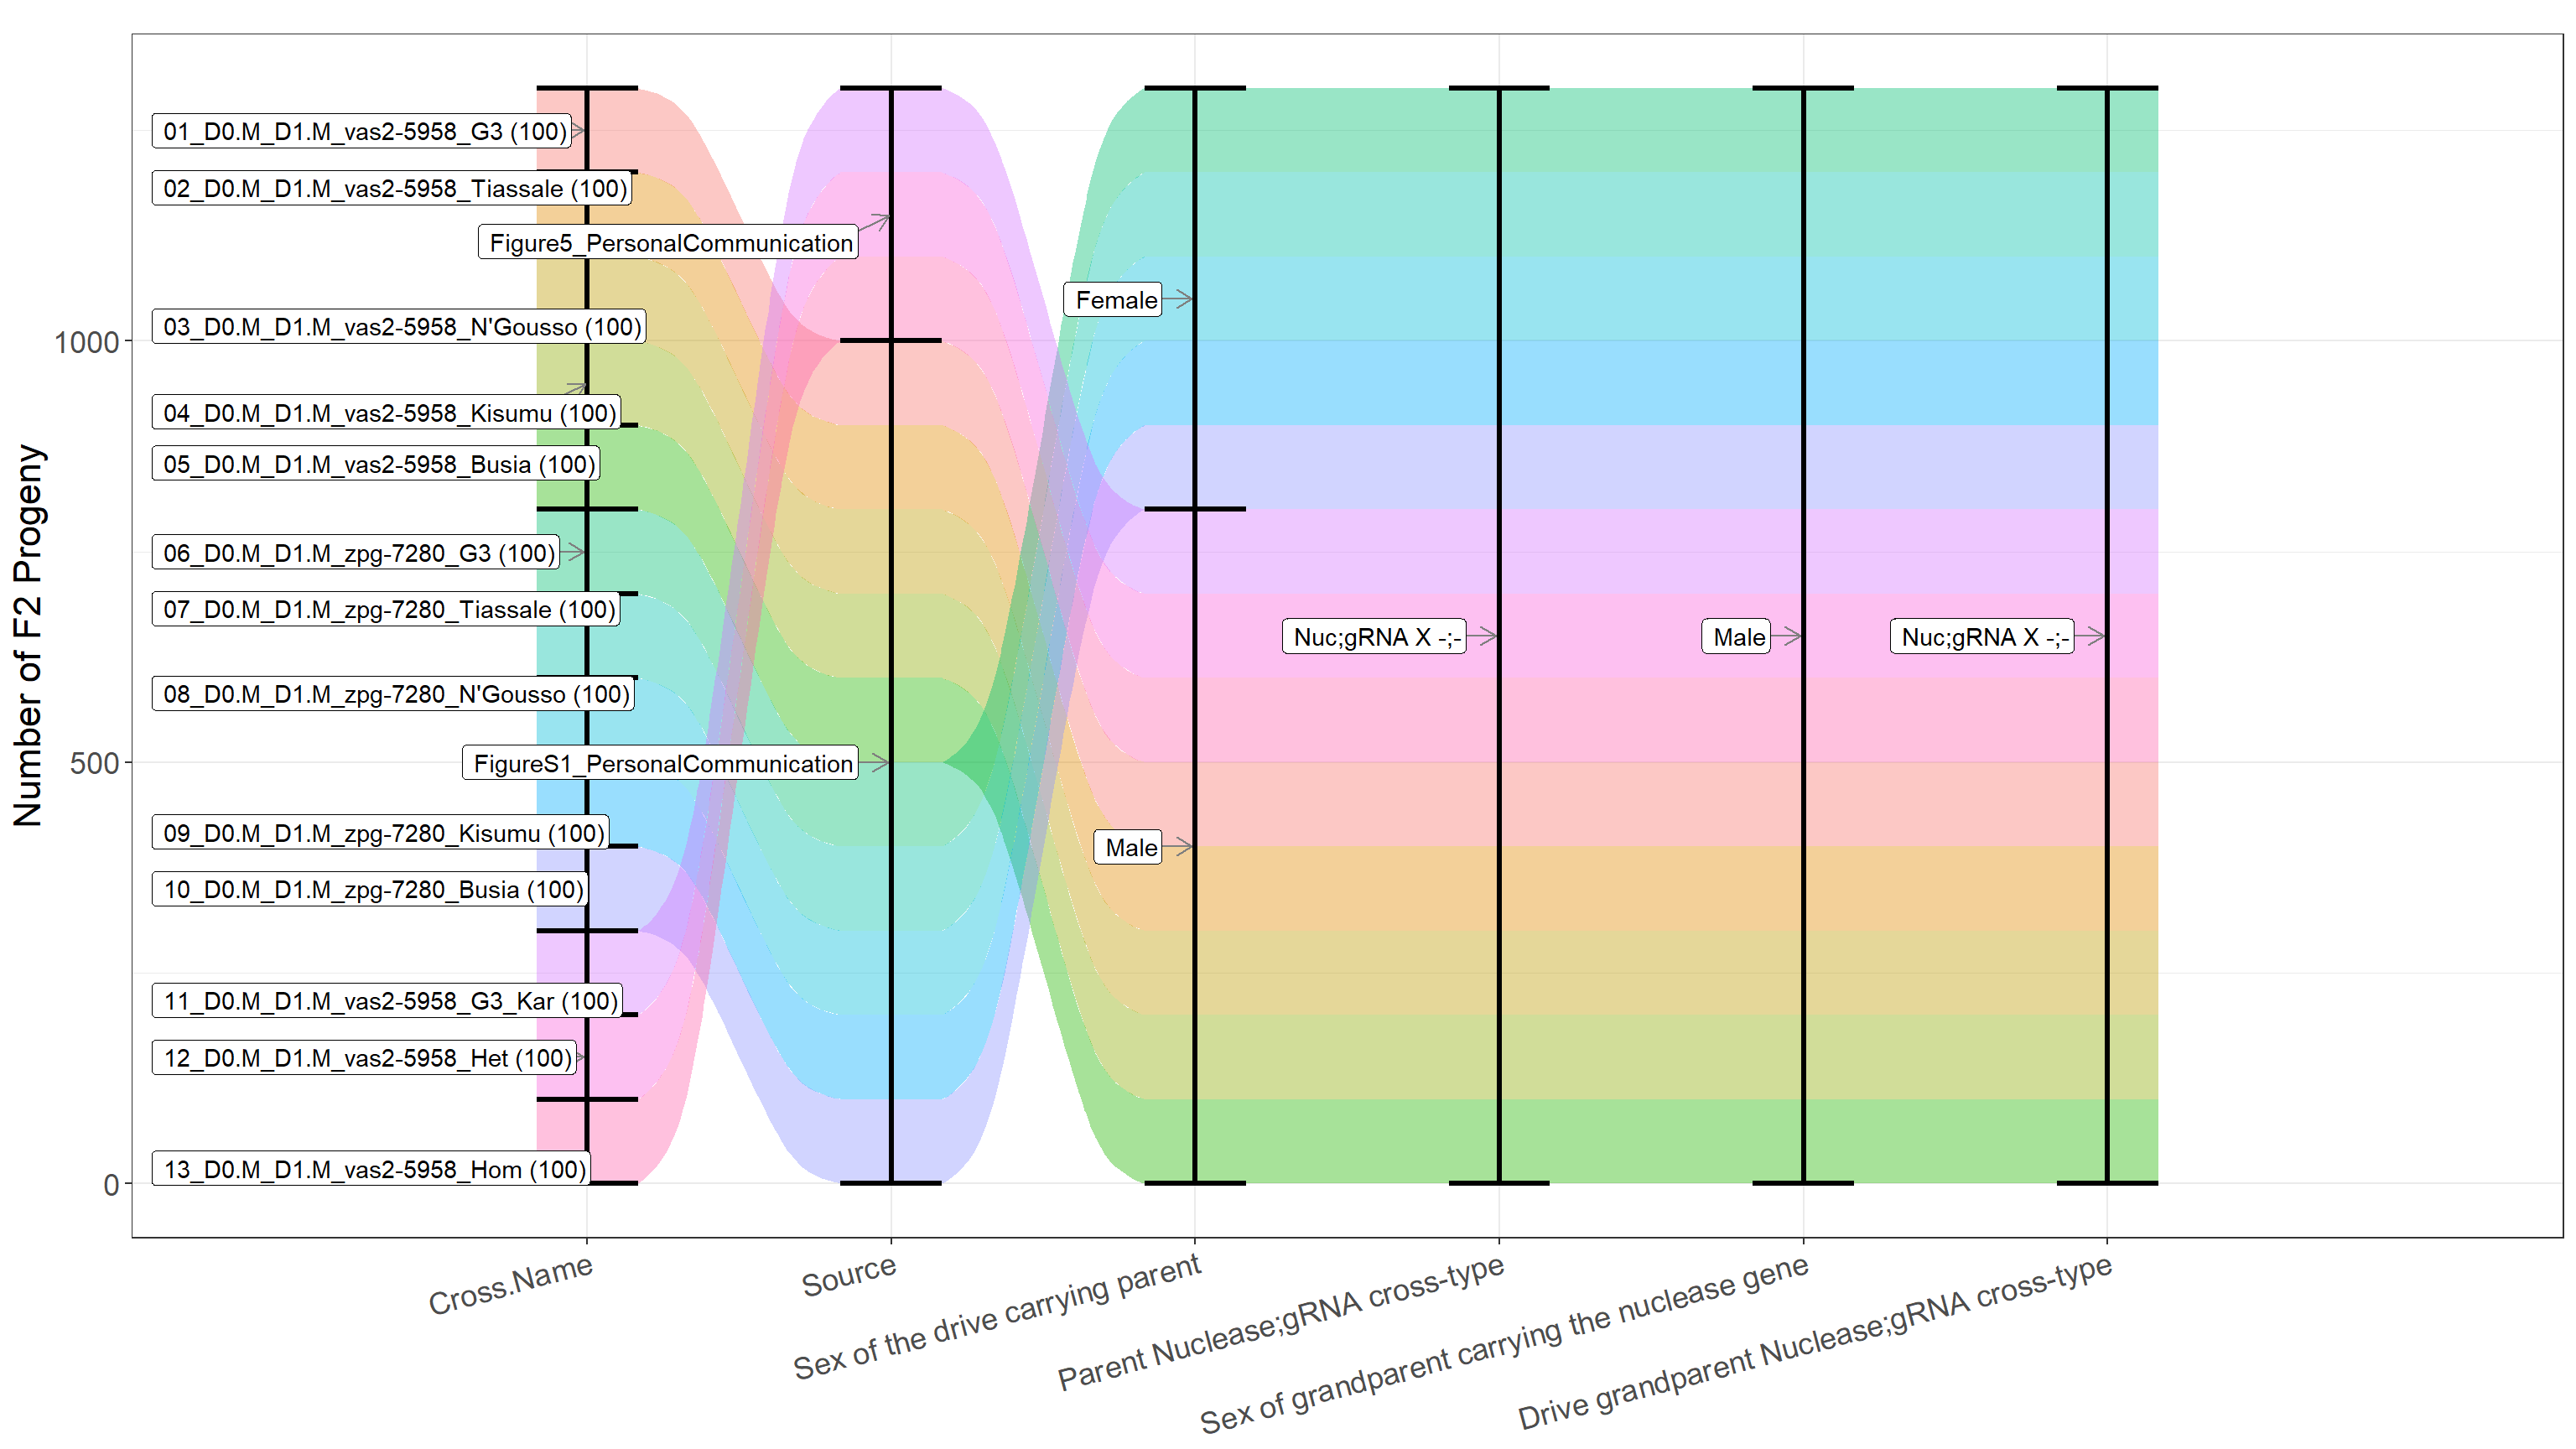 Number of F2 Progeny
1000
500
0
01_D0.M_D1.M_vas2-5958_G3 (100)
02_D0.M_D1.M_vas2-5958_Tiassale (100)
03_D0.M_D1.M_vas2-5958_N'Gousso (100)
04_D0.M_D1.M_vas2-5958_Kisumu (100)
05_D0.M_D1.M_vas2-5958_Busia (100)
06_D0.M_D1.M_zpg-7280_G3 (100)
07_D0.M_D1.M_zpg-7280_Tiassale (100)
08_D0.M_D1.M_zpg-7280_N'Gousso (100)
09_D0.M_D1.M_zpg-7280_Kisumu (100)
10_D0.M_D1.M_zpg-7280_Busia (100)
11_D0.M_D1.M_vas2-5958_G3_Kar (100)
12_D0.M_D1.M_vas2-5958_Het (100)
13_D0.M_D1.M_vas2-5958_Hom (100)
Figure5_PersonalCommunication
FigureS1_PersonalCommunication
Female
Male
Nuc;gRNA X -;-
Male
Nuc;gRNA X -;-
Cross.Name
Source
Sex of the drive carrying parent
Parent Nuclease;gRNA cross-type
Sex of grandparent carrying the nuclease gene
Drive grandparent Nuclease;gRNA cross-type